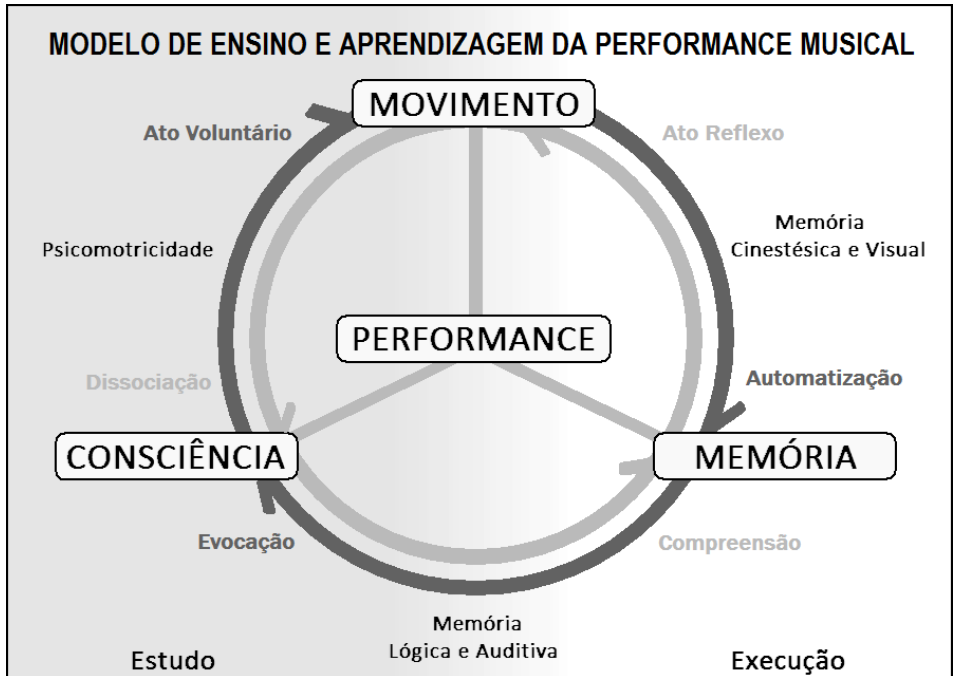 MODELO DE ENSINO E APRENDIZAGEM DA PERFORMANCE MUSICAL
MOVIMENTO
Ato Voluntário
Ato Reflexo
Psicomotricidade
Memória
Cinestésica e Visual
PERFORMANCE
Dissociação
Automatização
CONSCIÊNCIA
MEMÓRIA
Evocação
Compreensão
Memória
Lógica e Auditiva
Estudo
Execução